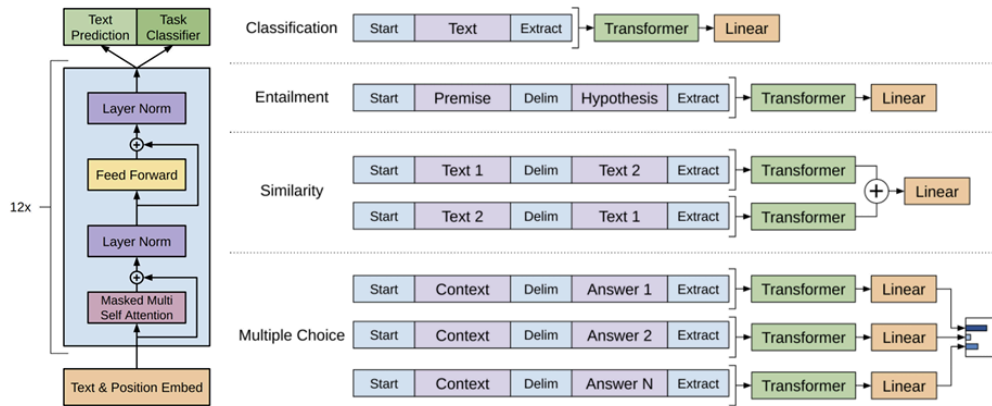 Text
Prediction
Task
Classifier
Layer Norm
+
Feed Forward
12x
Layer Norm
+
Masked Multi
Self Attention
Text & Position Embed
Classification
Start Text Extract Transformer Linear
Entailment
Start Premise Delim Hypothesis Extract Transformer Linear
Similarity
Start Text 1 Delim Text 2 Extract Transformer
+ Linear
Start Text 2 Delim Text 1 Extract Transformer
Multiple Choice
Start Context Delim Answer 1 Extract Transformer Linear
Start Context Delim Answer 2 Extract Transformer Linear
Start Context Delim Answer N Extract Transformer Linear